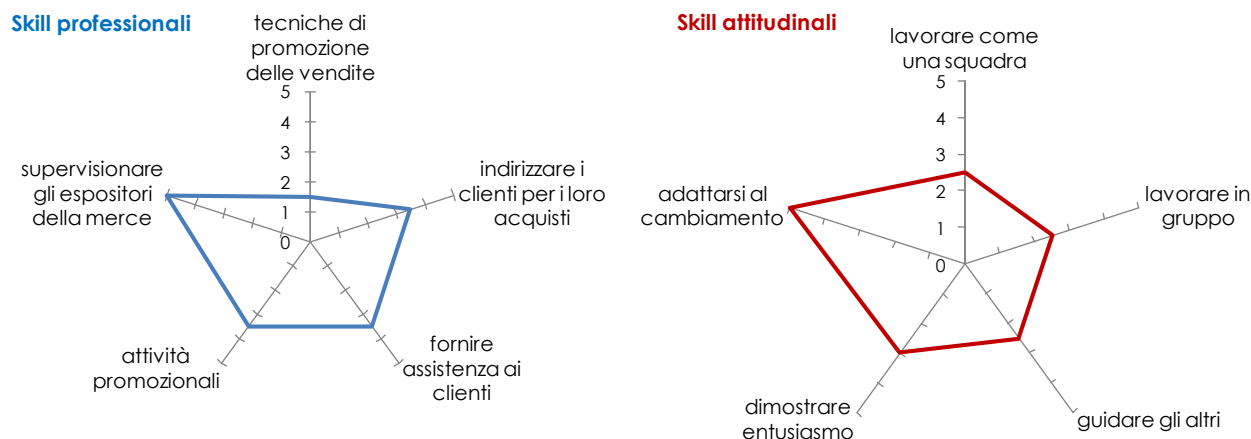 Skill professionali
tecniche di
promozione
delle vendite
5
4
3
2
1
0
indirizzare i
clienti per i loro
acquisti
fornire
assistenza ai
clienti
attività
promozionali
supervisionare
gli espositori
della merce
Skill attitudinali
lavorare come
una squadra
5
4
3
2
1
0
lavorare in
gruppo
guidare gli altri
dimostrare
entusiasmo
adattarsi al
cambiamento